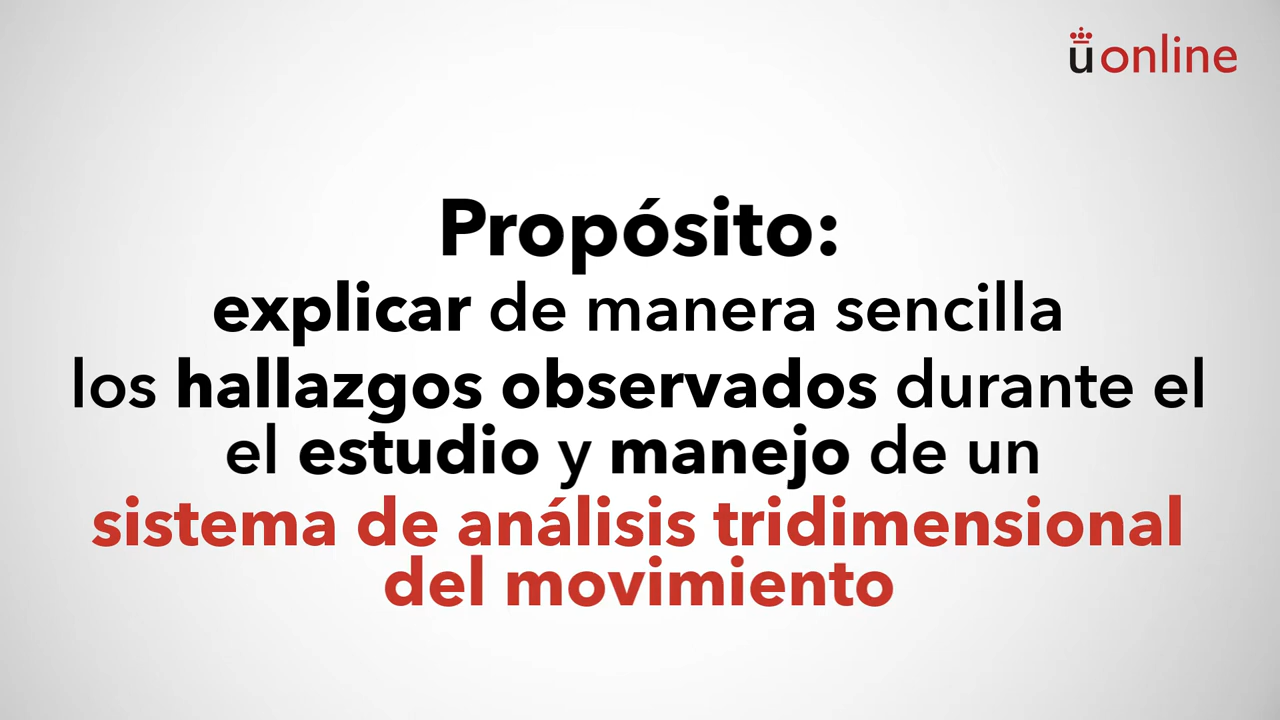 uonline
Propósito:
explicar de manera sencilla
los hallazgos observados durante el
el estudio y manejo de un
sistema de análisis tridimensional
del movimiento